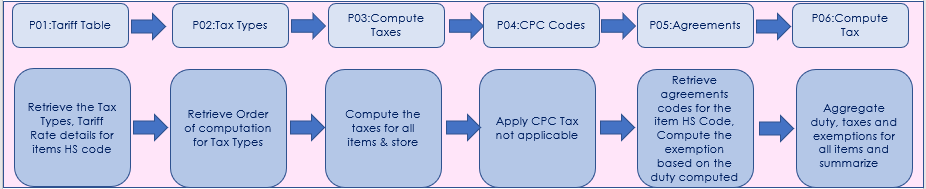 P01:Tariff Table
P02:Tax Types
P03:Compute
Taxes
P04:CPC Codes
P05:Agreements
P06:Compute
Tax
Retrieve the Tax
Types, Tariff
Rate details for
items HS code
Retrieve Order
of computation
for Tax Types
Compute the
taxes for all
items & store
Apply CPC Tax
not applicable
Retrieve
agreements
codes for the
item HS Code,
Compute the
exemption
based on the
duty computed
Aggregate
duty, taxes and
exemptions for
all items and
summarize